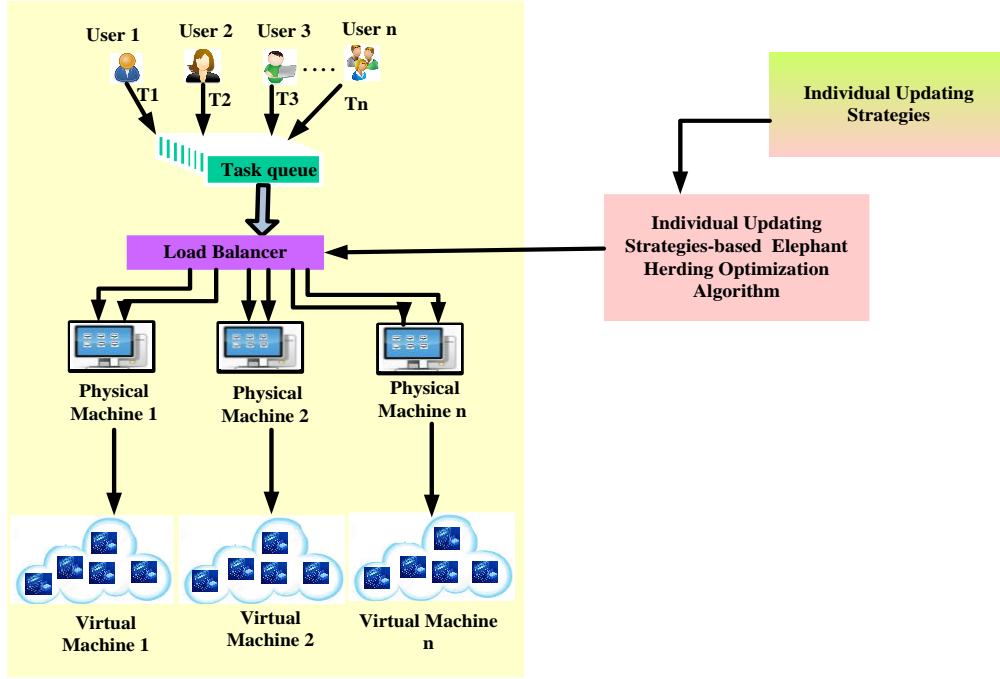 User 1
User 2
User 3
User n
....
T1
T2
T3
Tn
Task queue
Load Balancer
Individual Updating
Strategies
Individual Updating
Strategies-based Elephant
Herding Optimization
Algorithm
Physical
Machine 1
Physical
Machine 2
Physical
Machine n
Virtual
Machine 1
Virtual
Machine 2
Virtual Machine
n